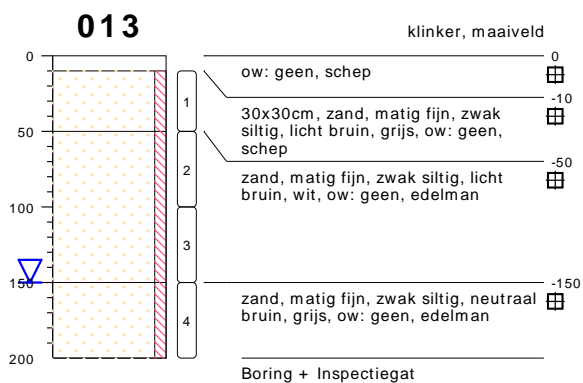 013
klinker, maaiveld
0
0
ow: geen, schep
-10
1
30x30cm, zand, matig fijn, zwak
siltig, licht bruin, grijs, ow: geen,
schep
50
-50
zand, matig fijn, zwak siltig, licht
bruin, wit, ow: geen, edelman
2
100
3
150
-150
zand, matig fijn, zwak siltig, neutraal
bruin, grijs, ow: geen, edelman
4
200
Boring + Inspectiegat